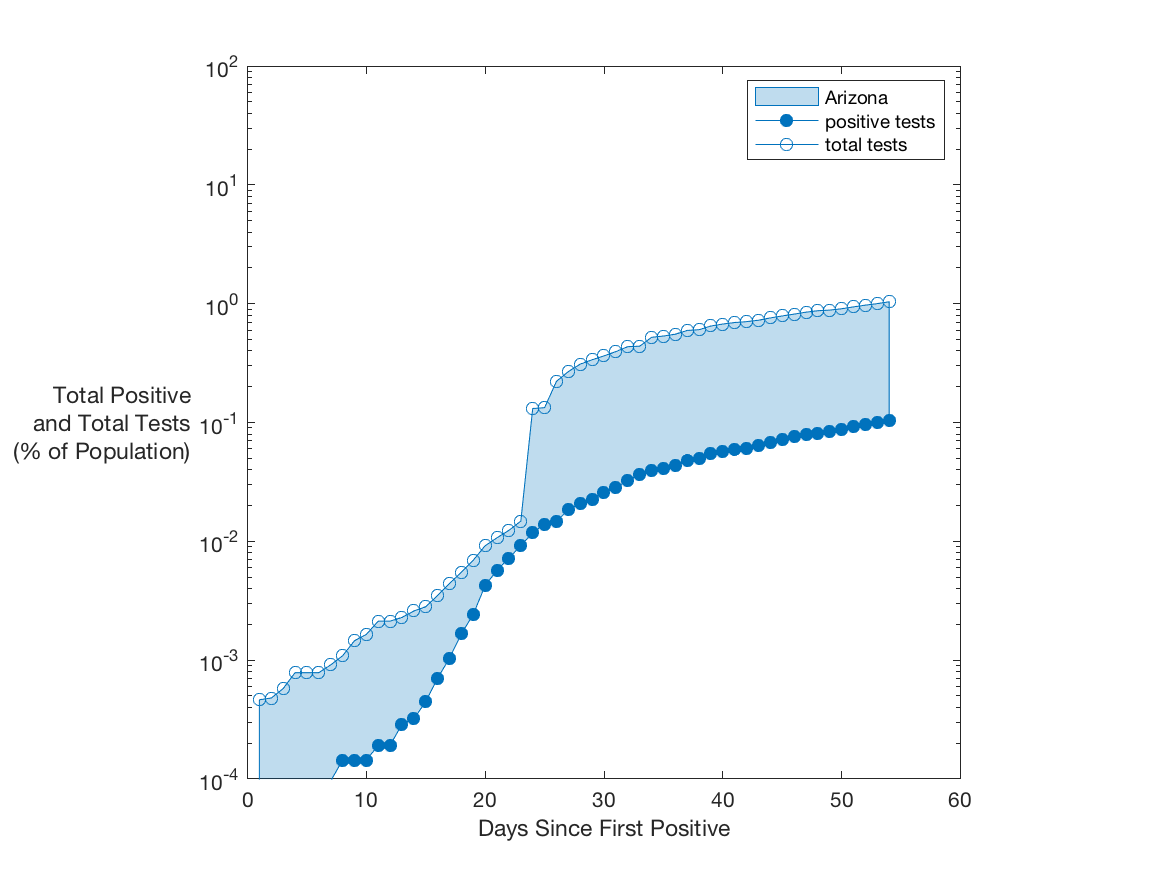 10^2
10^1
10^0
10^-1
10^-2
10^-3
10^-4
Total Positive
and Total Tests
(% of Population)
Arizona
positive tests
total tests
0 10 20 30 40 50 60
Days Since First Positive